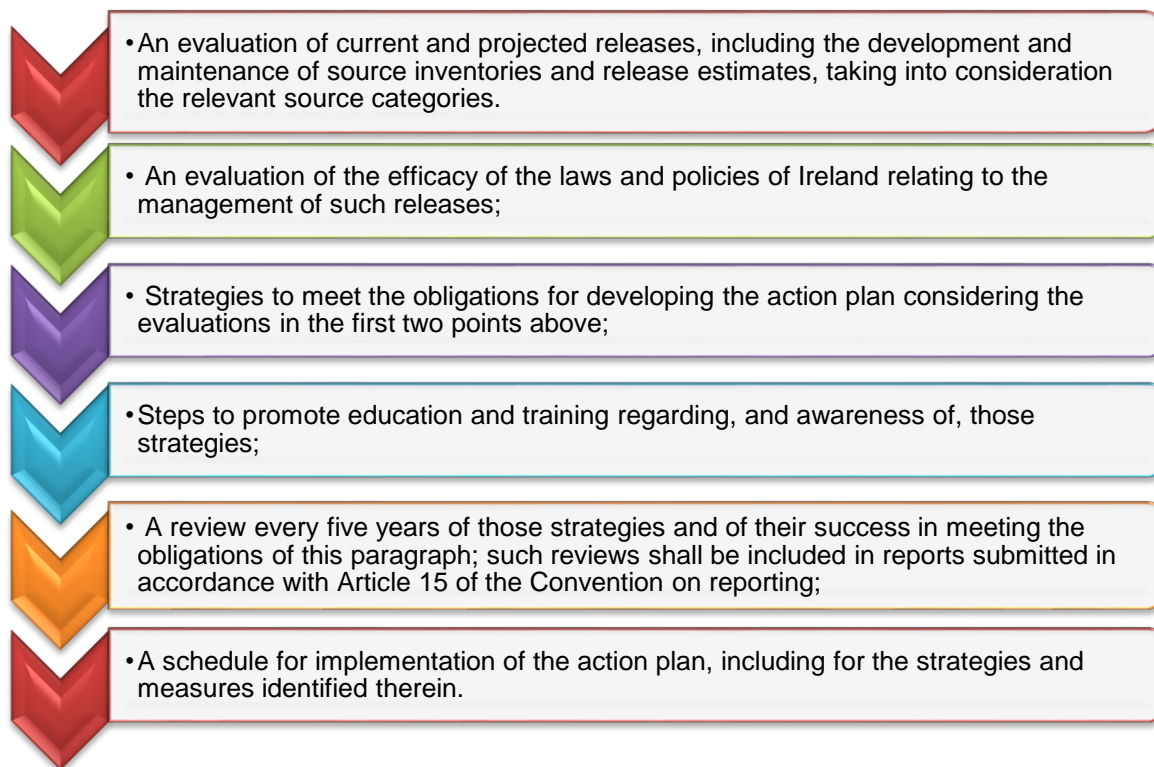 •An evaluation of current and projected releases, including the development and
maintenance of source inventories and release estimates, taking into consideration
the relevant source categories.
• An evaluation of the efficacy of the laws and policies of Ireland relating to the
management of such releases;
• Strategies to meet the obligations for developing the action plan considering the
evaluations in the first two points above;
•Steps to promote education and training regarding, and awareness of, those
strategies;
• A review every five years of those strategies and of their success in meeting the
obligations of this paragraph; such reviews shall be included in reports submitted in
accordance with Article 15 of the Convention on reporting;
•A schedule for implementation of the action plan, including for the strategies and
measures identified therein.